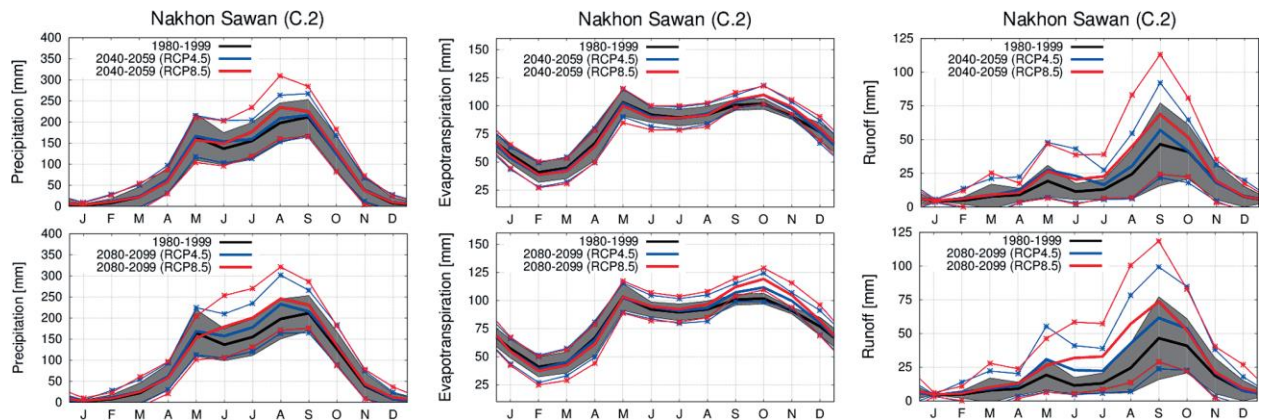 Nakhon Sawan (C.2)
Precipitation [mm]
400
350
300
250
200
150
100
50
0
1980-1999
2040-2059 (RCP4.5)
2040-2059 (RCP8.5)
J F M A M J J A S O N D
Nakhon Sawan (C.2)
Evapotranspiration [mm]
150
125
100
75
50
25
1980-1999
2040-2059 (RCP4.5)
2040-2059 (RCP8.5)
J F M A M J J A S O N D
Nakhon Sawan (C.2)
Runoff [mm]
125
100
75
50
25
0
1980-1999
2040-2059 (RCP4.5)
2040-2059 (RCP8.5)
J F M A M J J A S O N D
Precipitation [mm]
400
350
300
250
200
150
100
50
0
1980-1999
2080-2099 (RCP4.5)
2080-2099 (RCP8.5)
J F M A M J J A S O N D
Evapotranspiration [mm]
150
125
100
75
50
25
1980-1999
2080-2099 (RCP4.5)
2080-2099 (RCP8.5)
J F M A M J J A S O N D
Runoff [mm]
125
100
75
50
25
0
1980-1999
2080-2099 (RCP4.5)
2080-2099 (RCP8.5)
J F M A M J J A S O N D